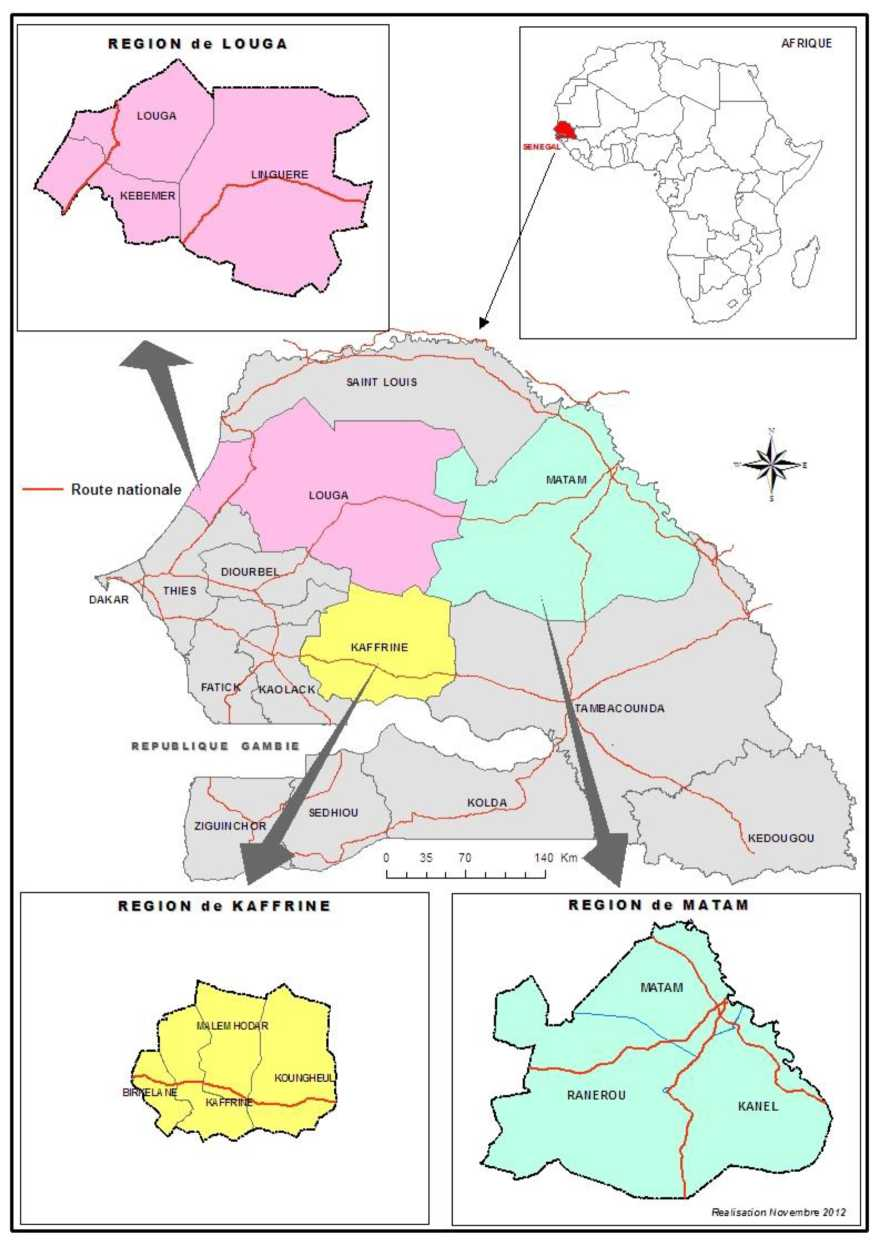 REGION de LOUGA
LOUGA
KEBEMER
LINGUERE
AFRIQUE
SENEGAL
SAINT LOUIS
N
W E
S
MATAM
Route nationale
LOUGA
DIOURBEL
THIES
DAKAR
KAFFRINE
FATICK
KAOLACK
TAMBACOUNDA
REPUBLIQUE GAMBIE
KOLDA
SEDHIOU
ZIGUINCHOR
KEDOUGOU
0 35 70 140 Km
REGION de KAFFRINE
MALEM HODAR
KOUNGHEUL
BIRKELANE
KAFFRINE
REGION de MATAM
MATAM
RANEROU
KANEL
Realisation Novembre 2012